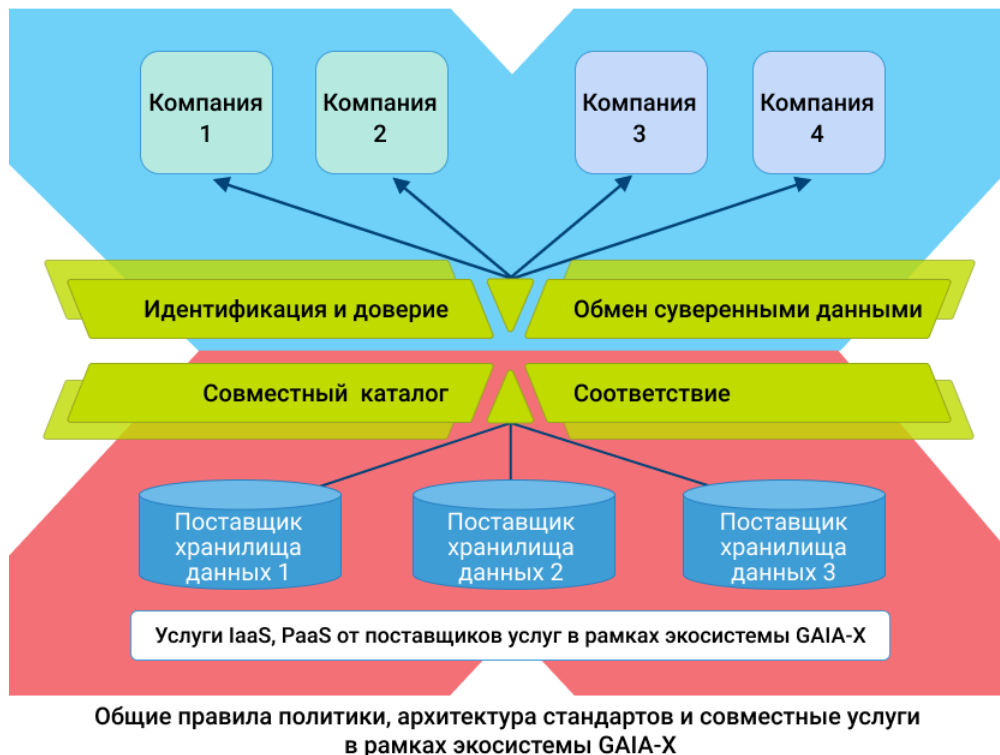 Компания
1
Компания
2
Компания
3
Компания
4
Идентификация и доверие
Обмен суверенными данными
Совместный каталог
Соответствие
Поставщик
хранилища
данных 1
Поставщик
хранилища
данных 2
Поставщик
хранилища
данных 3
Услуги IaaS, PaaS от поставщиков услуг в рамках экосистемы GAIA-X
Общие правила политики, архитектура стандартов и совместные услуги
в рамках экосистемы GAIA-X